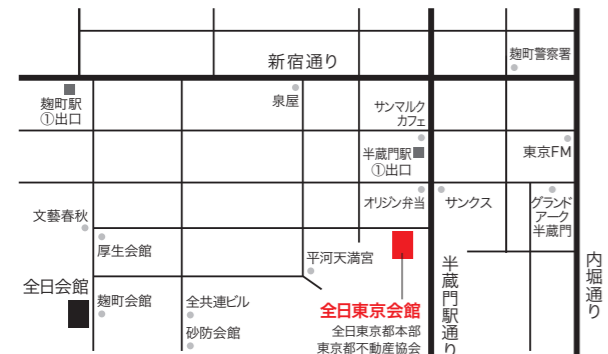 新宿通り
麹町警察署
麹町駅
①出口
泉屋
サンマルク
カフェ
半蔵門駅
①出口
東京FM
オリジン弁当
サンクス
グランド
アーク
半蔵門
文藝春秋
厚生会館
平河天満宮
半蔵門駅通り
内堀通り
全日会館
麹町会館
全共連ビル
砂防会館
全日東京会館
全日東京都本部
東京都不動産協会